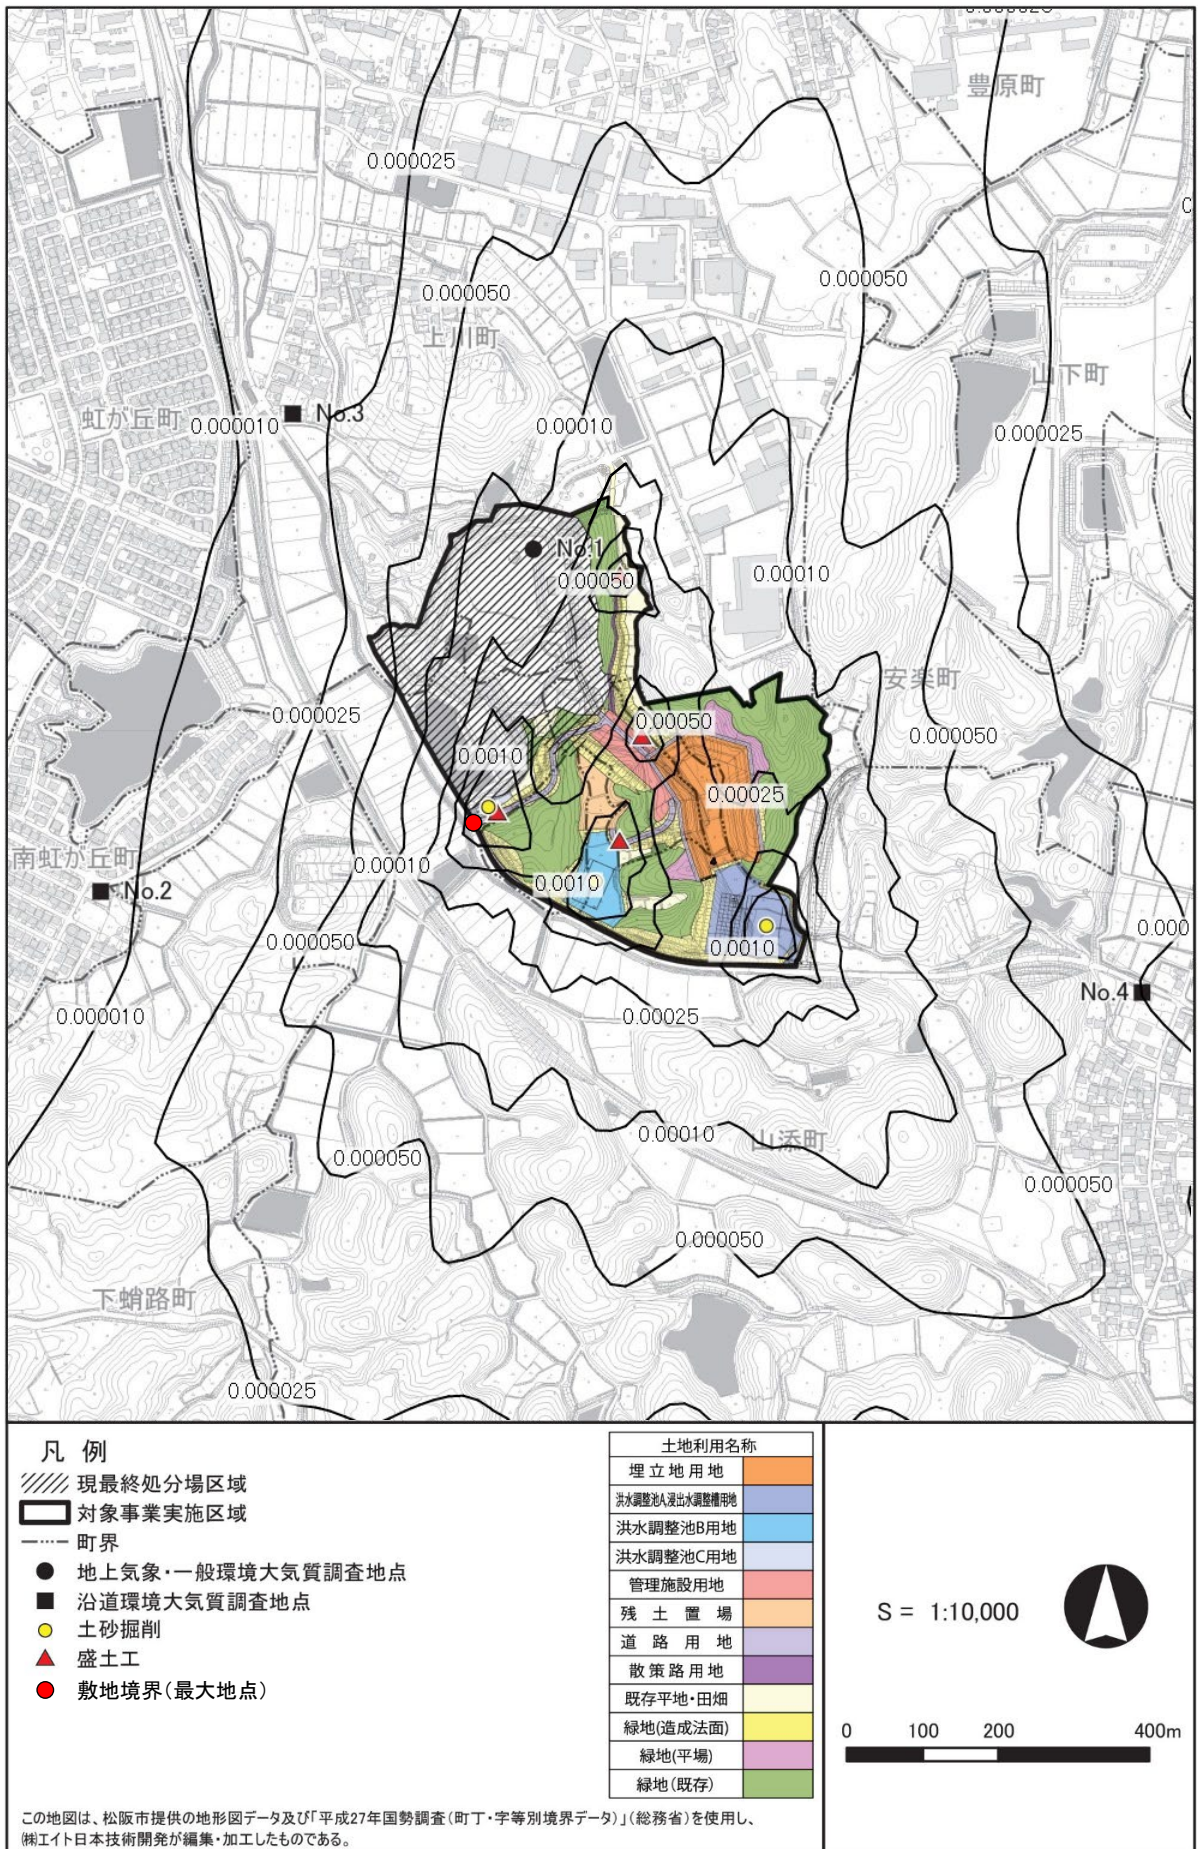 豊原町
0.000025
0.000050
0.000050
上川町
山下町
虹が丘町
No.3
0.000010
0.00010
0.000025
No.1
0.00050
0.00010
安楽町
0.000025
0.00050
0.000050
0.0010
0.00025
南虹が丘町
0.00010
0.0010
No.2
0.000050
0.0010
0.000
No.4
0.000010
0.00025
0.00010
山添町
0.000050
0.000050
0.000050
下蛸路町
0.000025
凡 例
現最終処分場区域
対象事業実施区域
町界
地上気象・一般環境大気質調査地点
沿道環境大気質調査地点
土砂掘削
盛土工
敷地境界(最大地点)
土地利用名称
埋立地用地
洪水調整池A,浸出水調整槽用地
洪水調整池B用地
洪水調整池C用地
管理施設用地
残土置場
道路用地
散策路用地
既存平地・田畑
緑地(造成法面)
緑地(平場)
緑地(既存)
S = 1:10,000
0 100 200 400m
この地図は、松阪市提供の地形図データ及び「平成27年国勢調査(町丁・字等別境界データ)」(総務省)を使用し、
㈱エイト日本技術開発が編集・加工したものである。